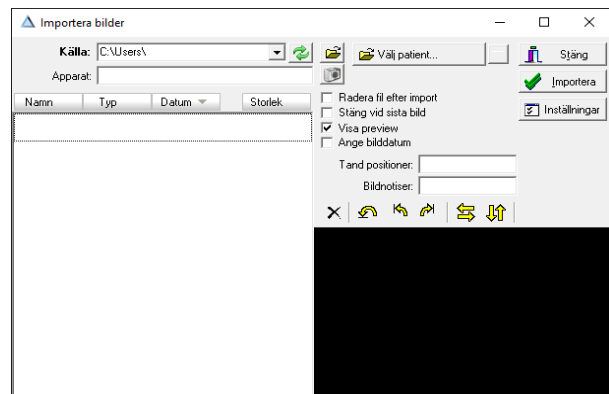 Importera bilder
Källa: C:\Users\
Apparat:
Namn Typ Datum Storlek
Välj patient...
Radera fil efter import
Stäng vid sista bild
Visa preview
Ange bilddatum
Tand positioner:
Bildnotiser:
Stäng
Importera
Inställningar